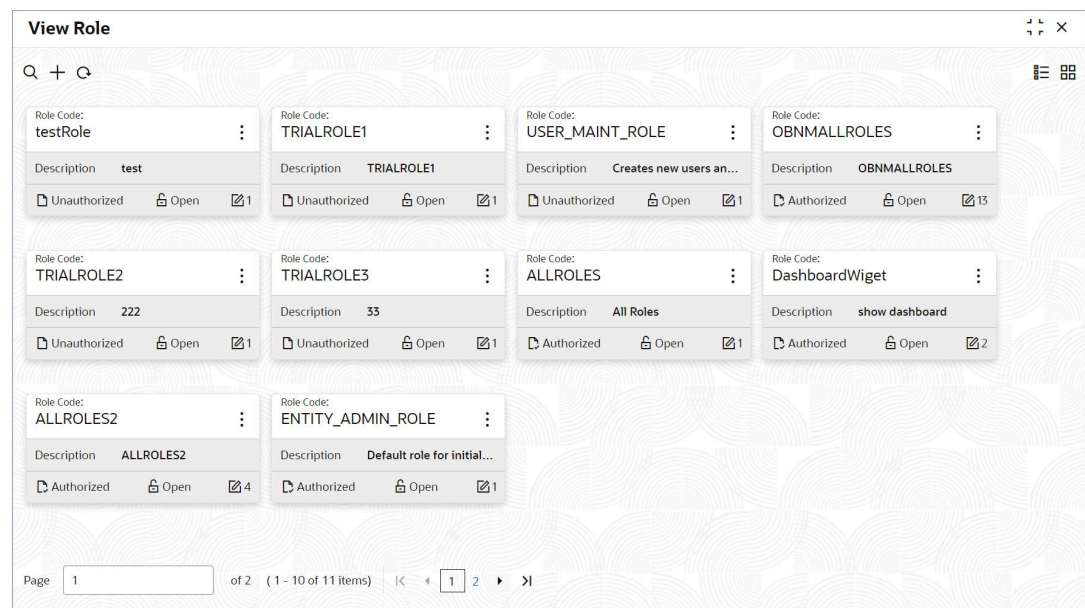 View Role
Role Code:
testRole
Description test
Unauthorized Open 1
Role Code:
TRIALROLE1
Description TRIALROLE1
Unauthorized Open 1
Role Code:
USER_MAINT_ROLE
Description Creates new users an...
Unauthorized Open 1
Role Code:
OBNMALLROLES
Description OBNMALLROLES
Authorized Open 13
Role Code:
TRIALROLE2
Description 222
Unauthorized Open 1
Role Code:
TRIALROLE3
Description 33
Unauthorized Open 1
Role Code:
ALLROLES
Description All Roles
Authorized Open 1
Role Code:
DashboardWiget
Description show dashboard
Authorized Open 2
Role Code:
ALLROLES2
Description ALLROLES2
Authorized Open 4
Role Code:
ENTITY_ADMIN_ROLE
Description Default role for initial...
Authorized Open 1
Page 1 of 2 (1 - 10 of 11 items) 1 2